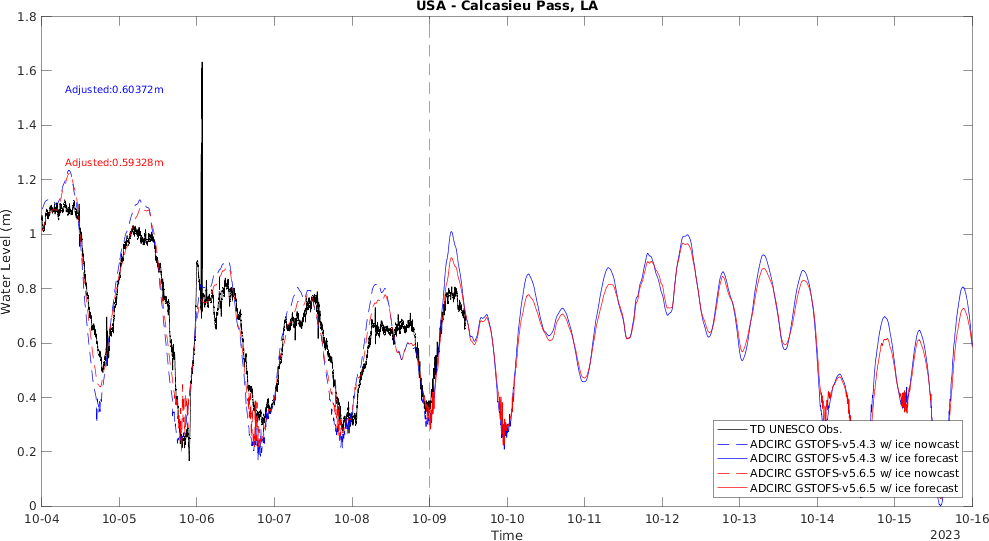 USA - Calcasieu Pass, LA
1.8
1.6
1.4
1.2
1
0.8
0.6
0.4
0.2
0
Water Level (m)
Adjusted:0.60372m
Adjusted:0.59328m
TD UNESCO Obs.
ADCIRC GSTOFS-v5.4.3 w/ ice nowcast
ADCIRC GSTOFS-v5.4.3 w/ ice forecast
ADCIRC GSTOFS-v5.6.5 w/ ice nowcast
ADCIRC GSTOFS-v5.6.5 w/ ice forecast
10-04 10-05 10-06 10-07 10-08 10-09 10-10 10-11 10-12 10-13 10-14 10-15 10-16
Time
2023